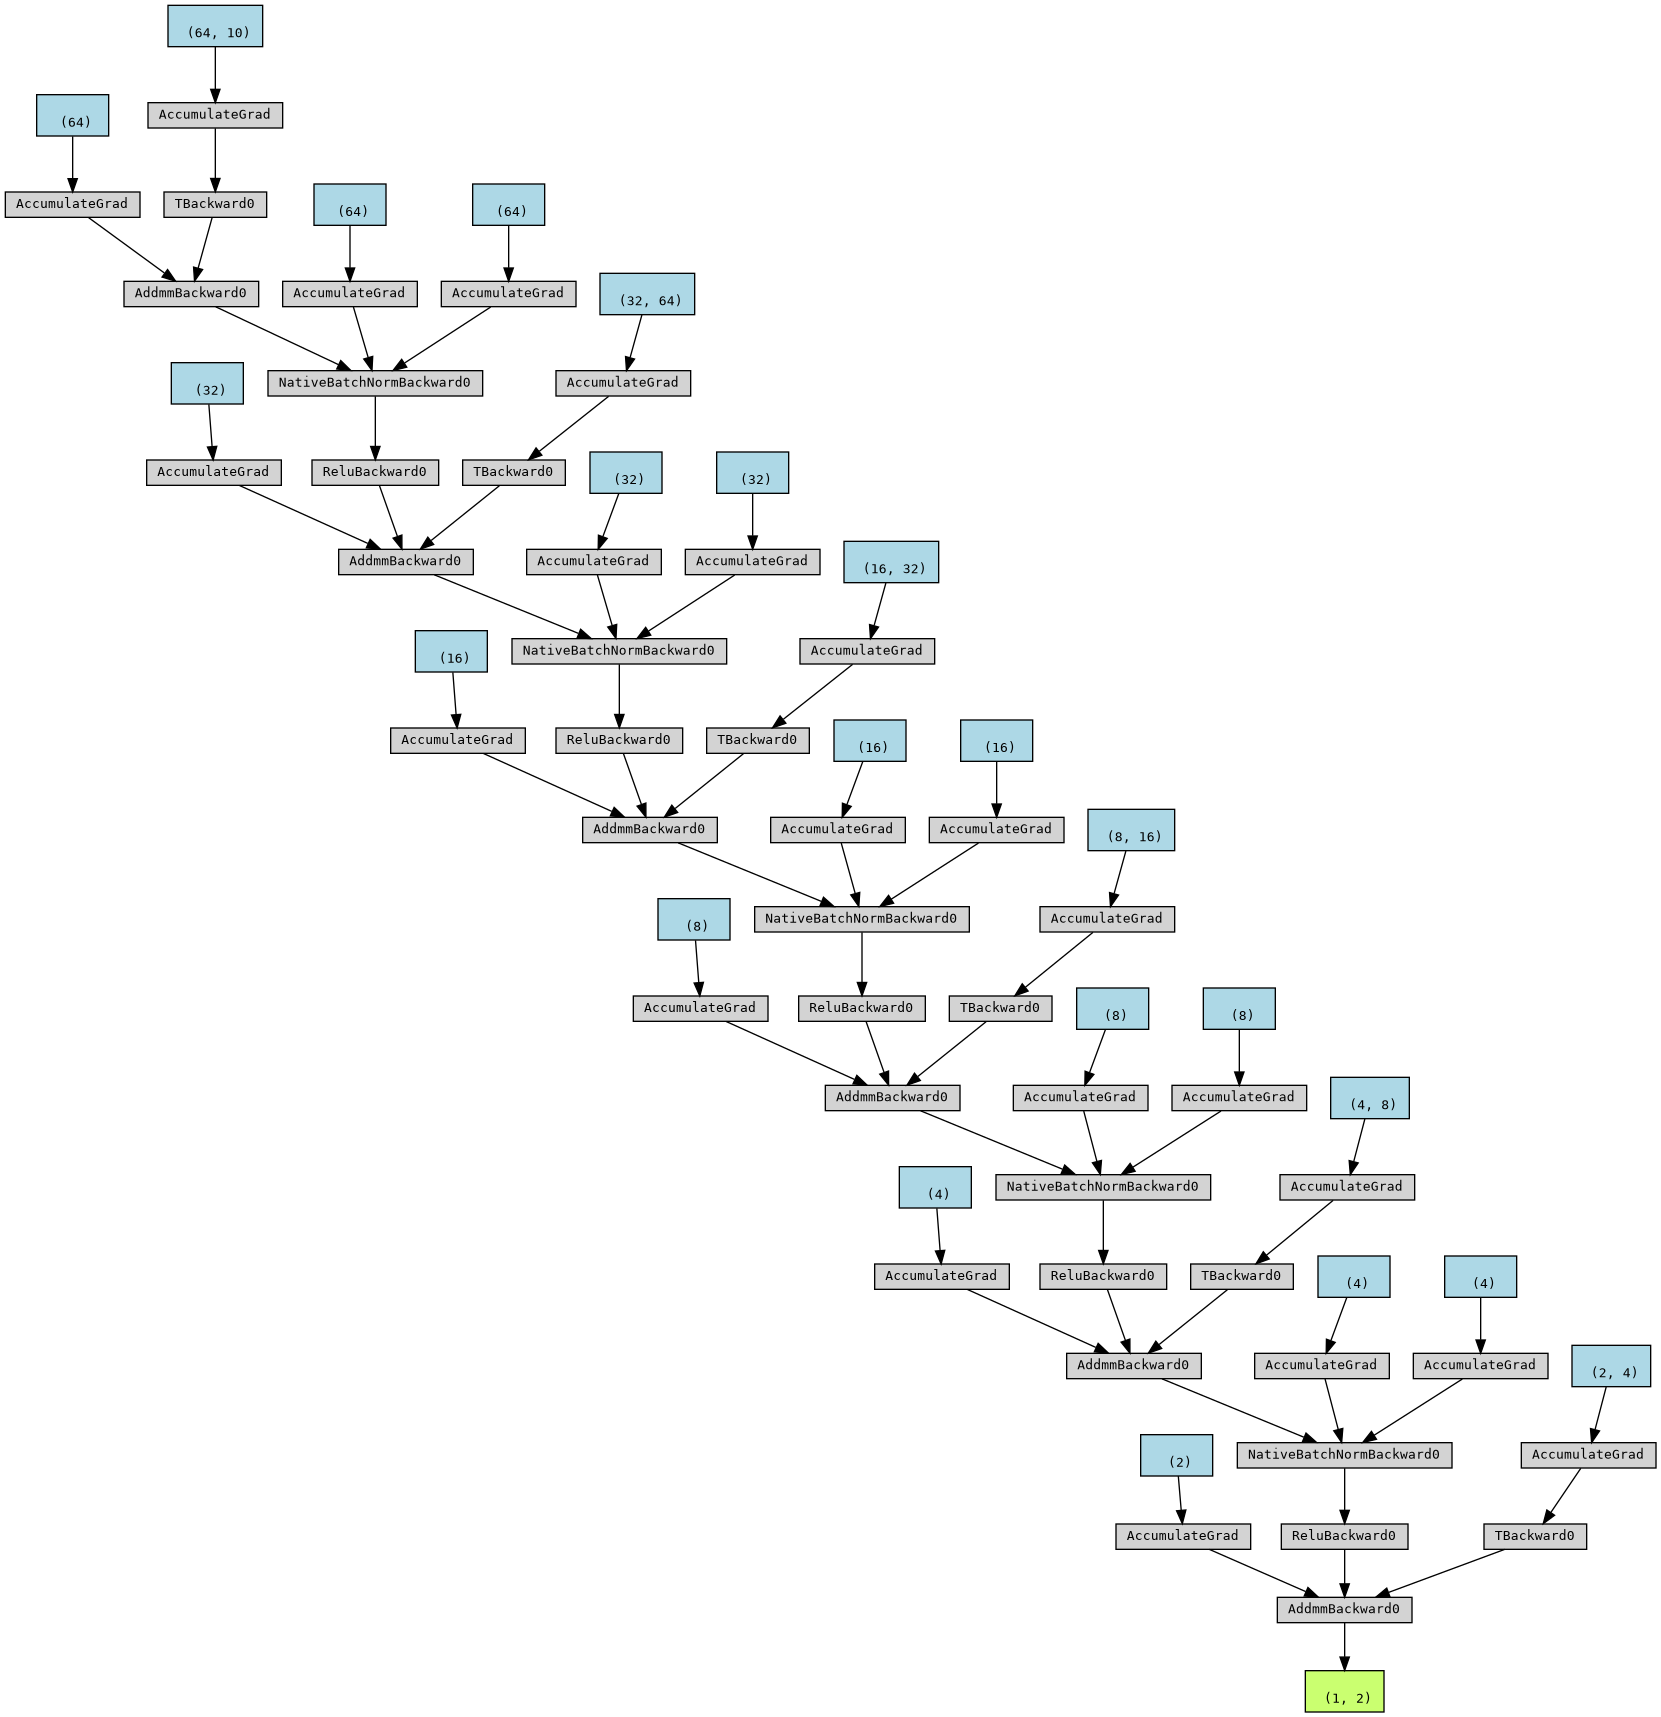 (64, 10)
(64)
AccumulateGrad
AccumulateGrad
TBackward0
(64)
(64)
AddmmBackward0
AccumulateGrad
AccumulateGrad
(32, 64)
(32)
NativeBatchNormBackward0
AccumulateGrad
AccumulateGrad
ReluBackward0
TBackward0
(32)
(32)
AddmmBackward0
AccumulateGrad
AccumulateGrad
(16, 32)
(16)
NativeBatchNormBackward0
AccumulateGrad
AccumulateGrad
ReluBackward0
TBackward0
(16)
(16)
AddmmBackward0
AccumulateGrad
AccumulateGrad
(8, 16)
(8)
NativeBatchNormBackward0
AccumulateGrad
AccumulateGrad
ReluBackward0
TBackward0
(8)
(8)
AddmmBackward0
AccumulateGrad
AccumulateGrad
(4, 8)
(4)
NativeBatchNormBackward0
AccumulateGrad
AccumulateGrad
ReluBackward0
TBackward0
(4)
(4)
AddmmBackward0
AccumulateGrad
AccumulateGrad
(2, 4)
(2)
NativeBatchNormBackward0
AccumulateGrad
AccumulateGrad
ReluBackward0
TBackward0
AddmmBackward0
(1, 2)